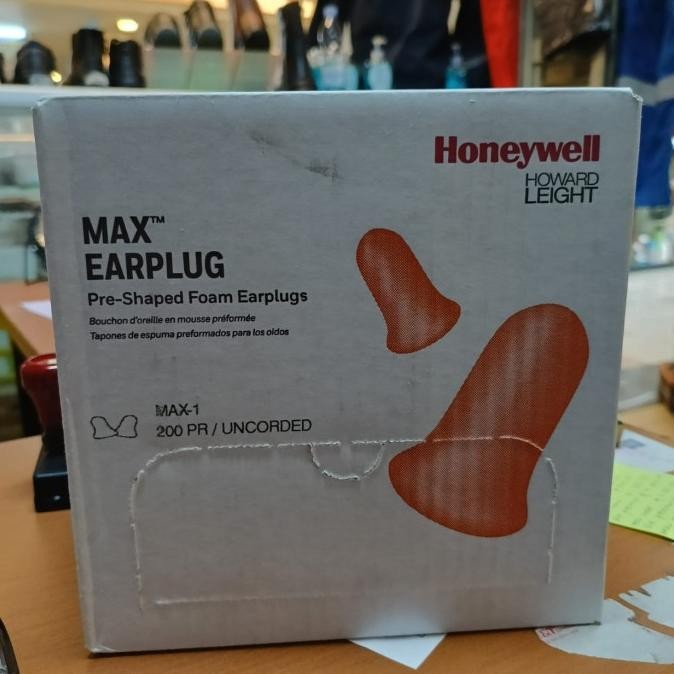 Honeywell
HOWARD
LEIGHT
MAX™
EARPLUG
Pre-Shaped Foam Earplugs
Bouchon d'oreille en mousse préformée
Tapones de espuma preformados para los oídos
MAX-1
200 PR / UNCORDED